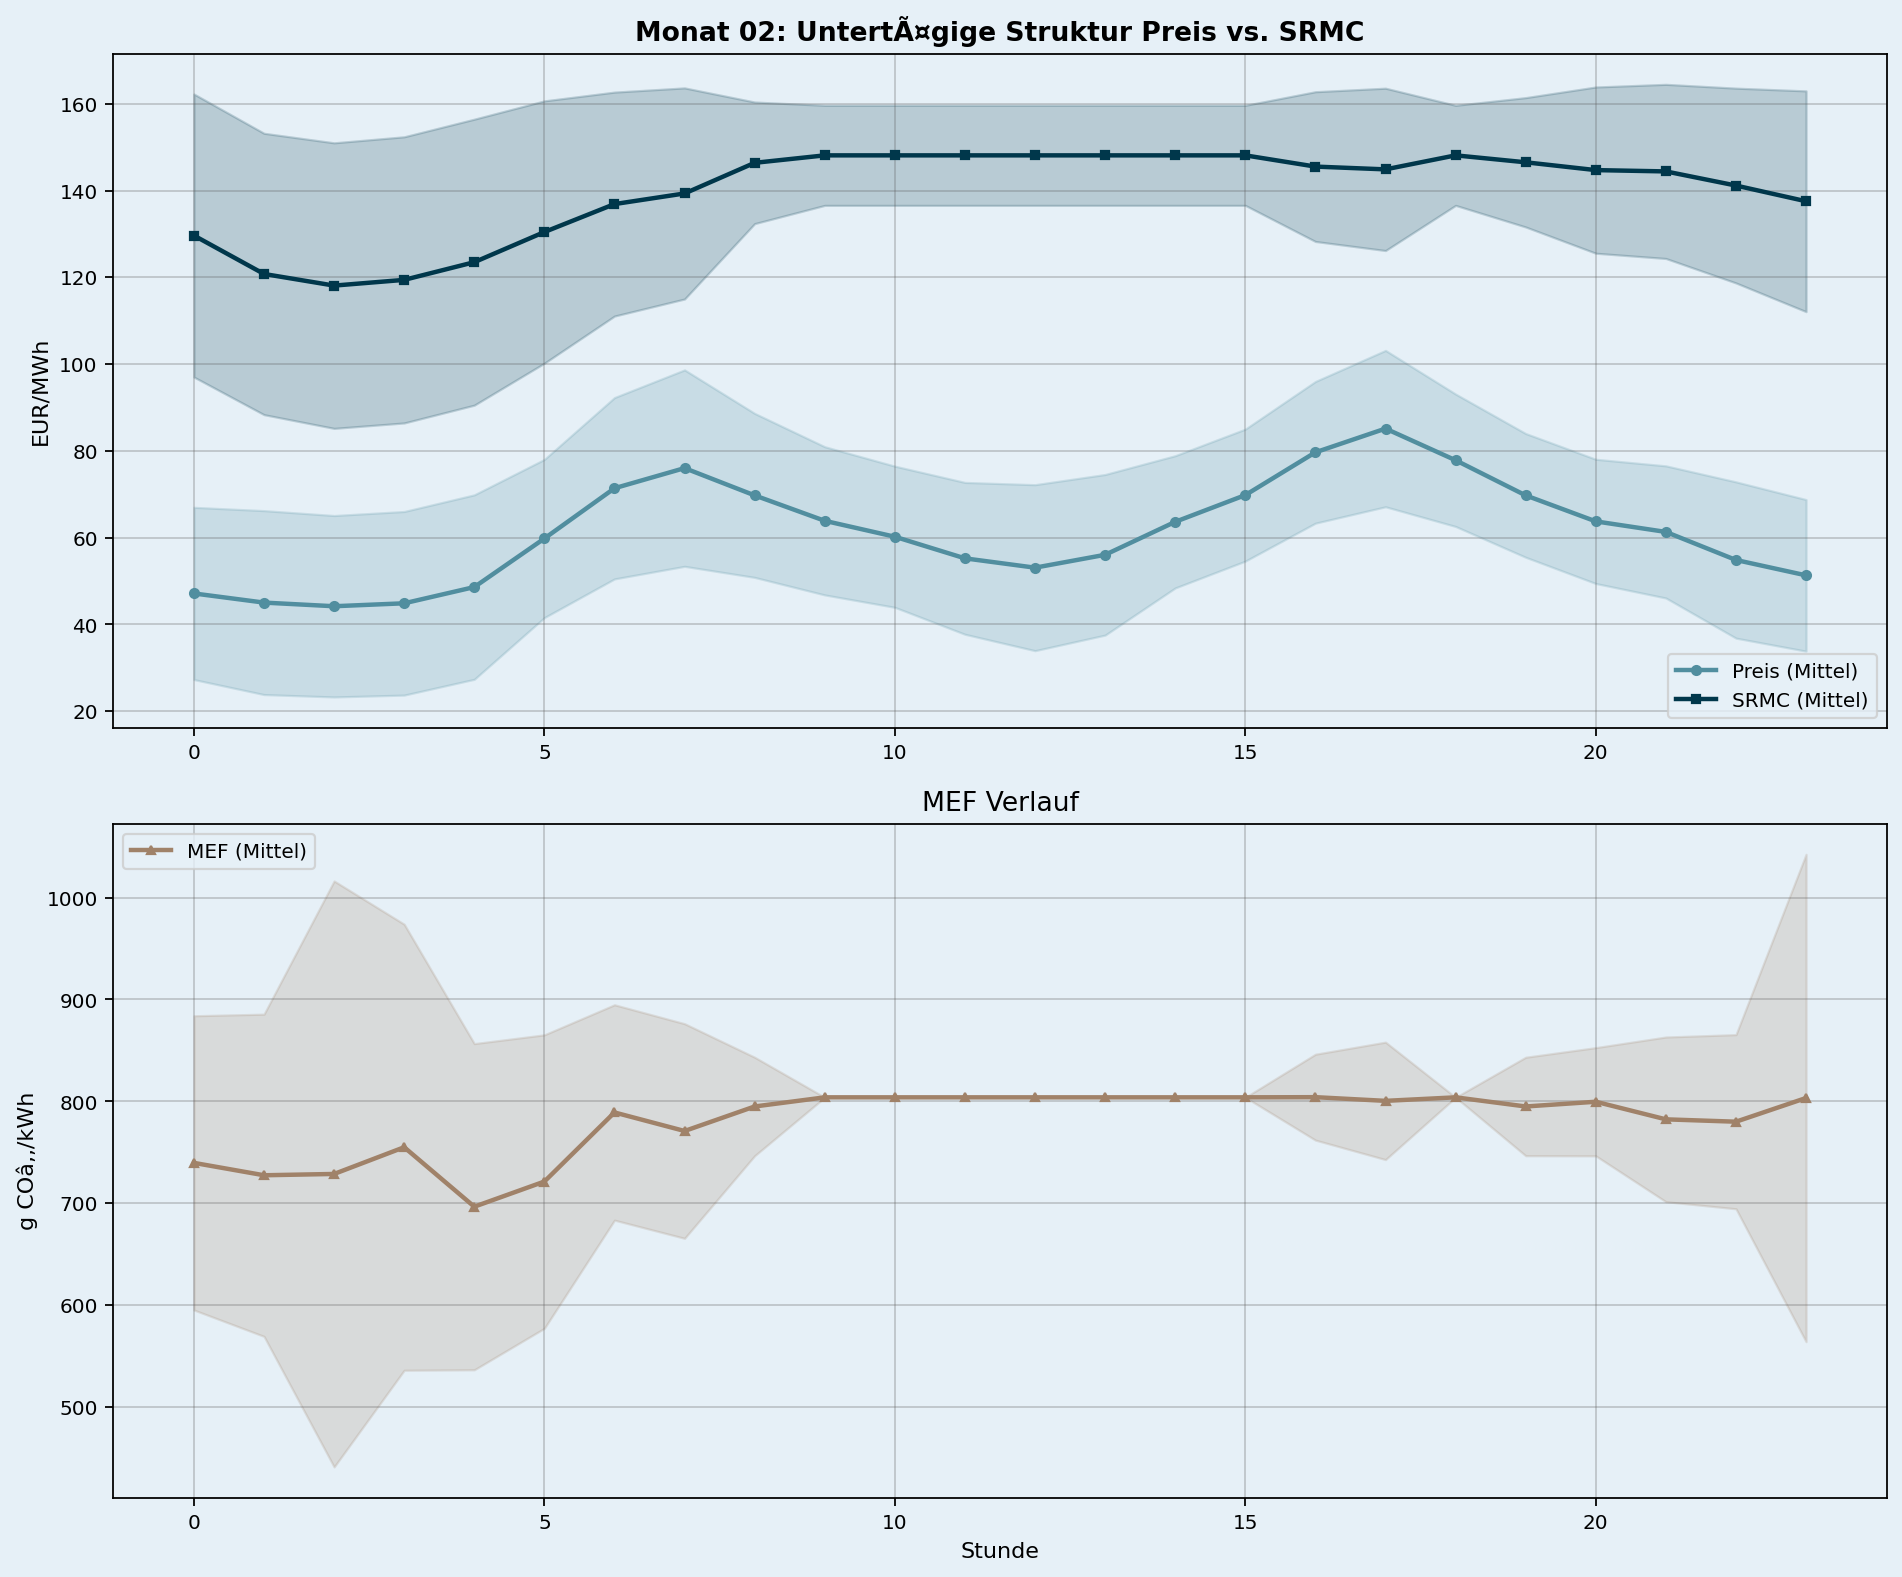 Monat 02: UntertÃ¤gige Struktur Preis vs. SRMC
EUR/MWh
160
140
120
100
80
60
40
20
Preis (Mittel)
SRMC (Mittel)
0 5 10 15 20
MEF Verlauf
MEF (Mittel)
g COâ‚‚/kWh
1000
900
800
700
600
500
0 5 10 15 20
Stunde